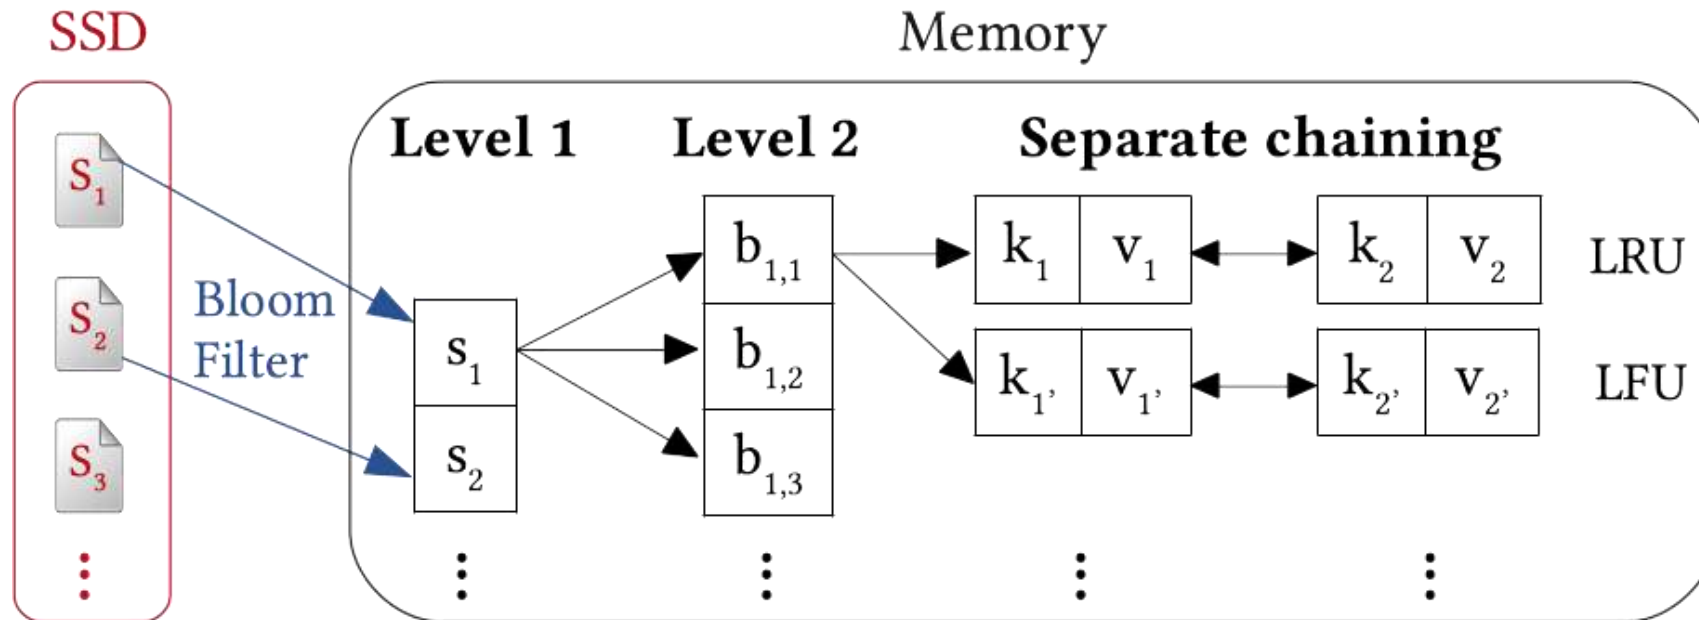 SSD
Memory
Level 1 Level 2 Separate chaining
S₁
S₂
S₃
Bloom
Filter
s₁
s₂
b₁,₁
b₁,₂
b₁,₃
k₁ v₁ k₂ v₂ LRU
k₁’ v₁’ k₂’ v₂’ LFU